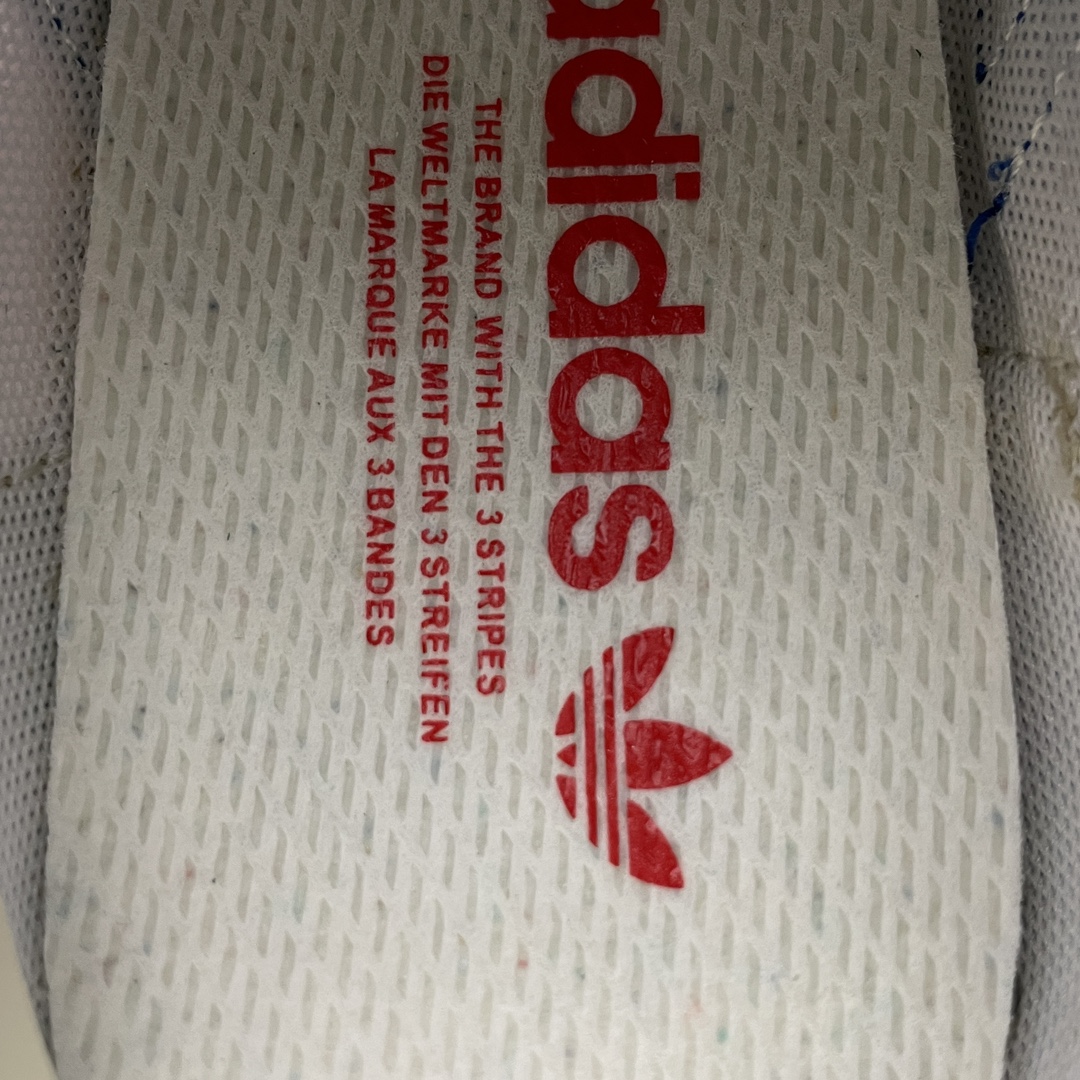 adidas
THE BRAND WITH THE 3 STRIPES
DIE WELTMARKE MIT DEN 3 STREIFEN
LA MARQUE AUX 3 BANDES